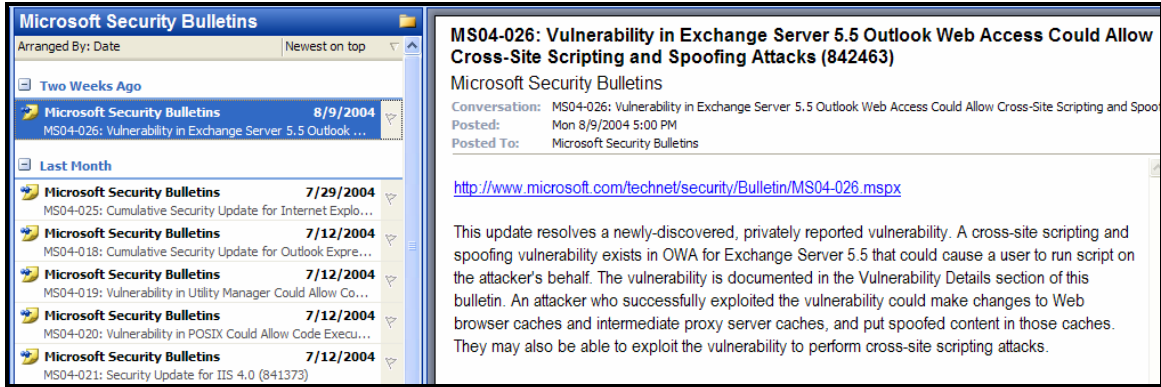 Microsoft Security Bulletins
Arranged By: Date Newest on top
Two Weeks Ago
Microsoft Security Bulletins 8/9/2004
MS04-026: Vulnerability in Exchange Server 5.5 Outlook ...
Last Month
Microsoft Security Bulletins 7/29/2004
MS04-025: Cumulative Security Update for Internet Explo...
Microsoft Security Bulletins 7/12/2004
MS04-018: Cumulative Security Update for Outlook Expre...
Microsoft Security Bulletins 7/12/2004
MS04-019: Vulnerability in Utility Manager Could Allow Co...
Microsoft Security Bulletins 7/12/2004
MS04-020: Vulnerability in POSIX Could Allow Code Execu...
Microsoft Security Bulletins 7/12/2004
MS04-021: Security Update for IIS 4.0 (841373)
MS04-026: Vulnerability in Exchange Server 5.5 Outlook Web Access Could Allow
Cross-Site Scripting and Spoofing Attacks (842463)
Microsoft Security Bulletins
Conversation: MS04-026: Vulnerability in Exchange Server 5.5 Outlook Web Access Could Allow Cross-Site Scripting and Spoo
Posted: Mon 8/9/2004 5:00 PM
Posted To: Microsoft Security Bulletins
http://www.microsoft.com/technet/security/Bulletin/MS04-026.mspx
This update resolves a newly-discovered, privately reported vulnerability. A cross-site scripting and
spoofing vulnerability exists in OWA for Exchange Server 5.5 that could cause a user to run script on
the attacker's behalf. The vulnerability is documented in the Vulnerability Details section of this
bulletin. An attacker who successfully exploited the vulnerability could make changes to Web
browser caches and intermediate proxy server caches, and put spoofed content in those caches.
They may also be able to exploit the vulnerability to perform cross-site scripting attacks.